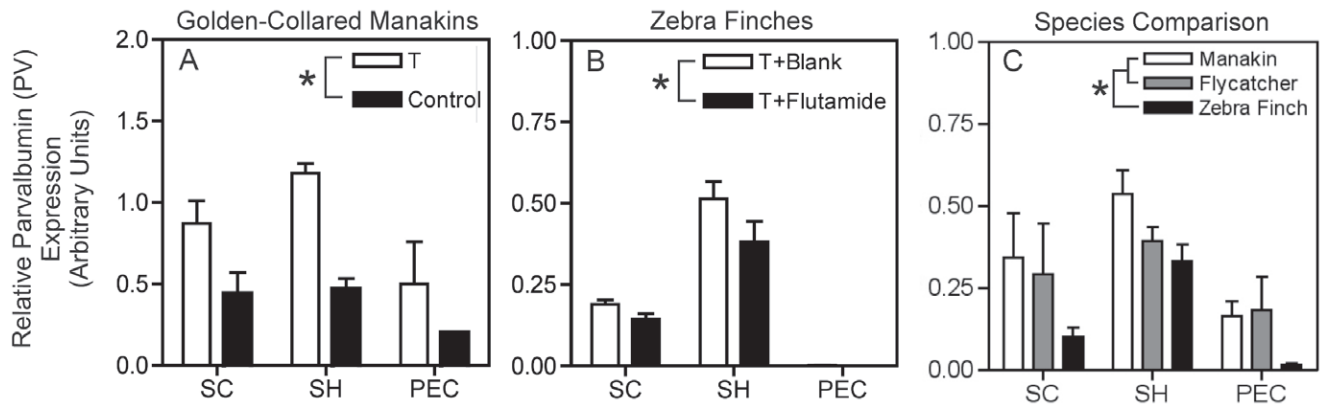 Golden-Collared Manakins
Zebra Finches
Species Comparison
Relative Parvalbumin (PV)
Expression
(Arbitrary Units)
A
T
*
Control
2.0
1.5
1.0
0.5
0.0
SC SH PEC
B
T+Blank
*
T+Flutamide
1.00
0.75
0.50
0.25
0.00
SC SH PEC
C
Manakin
Flycatcher
*
Zebra Finch
1.00
0.75
0.50
0.25
0.00
SC SH PEC